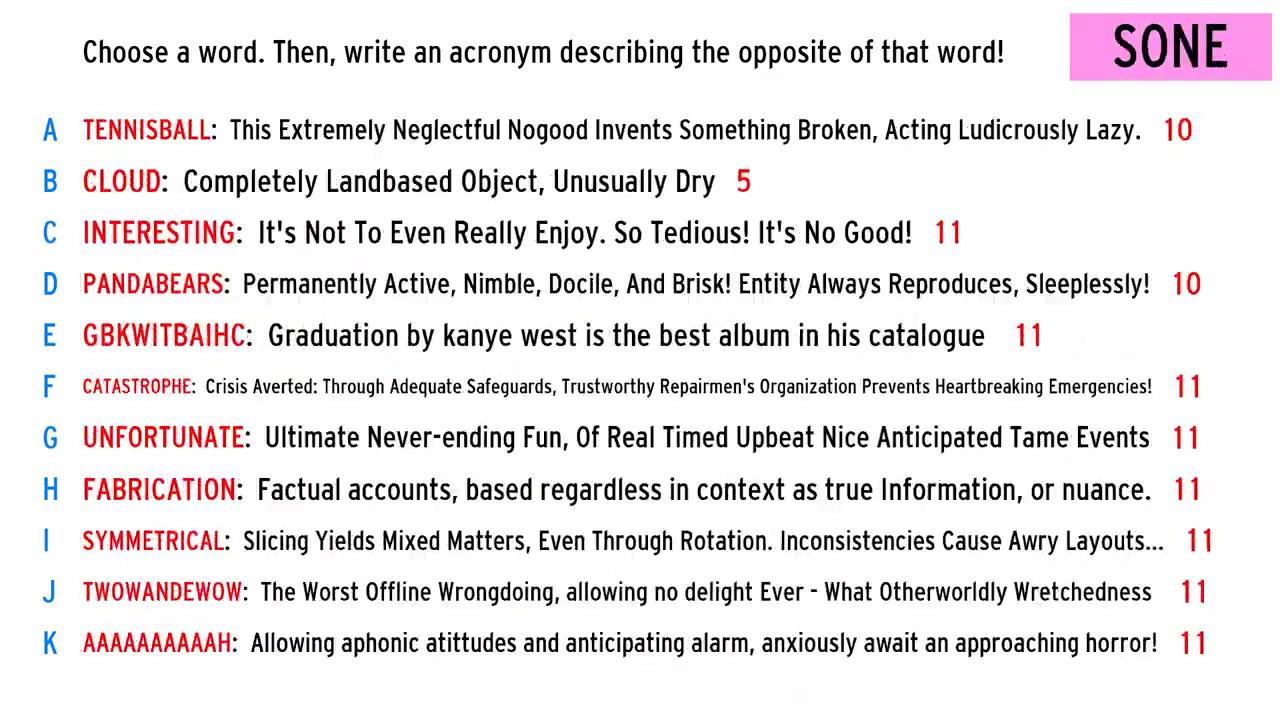 Choose a word. Then, write an acronym describing the opposite of that word!
SONE
A TENNISBALL: This Extremely Neglectful Nogood Invents Something Broken, Acting Ludicrously Lazy. 10
B CLOUD: Completely Landbased Object, Unusually Dry 5
C INTERESTING: It's Not To Even Really Enjoy. So Tedious! It's No Good! 11
D PANDABEARS: Permanently Active, Nimble, Docile, And Brisk! Entity Always Reproduces, Sleeplessly! 10
E GBKWITBAIHC: Graduation by kanye west is the best album in his catalogue 11
F CATASTROPHE: Crisis Averted: Through Adequate Safeguards, Trustworthy Repairmen's Organization Prevents Heartbreaking Emergencies! 11
G UNFORTUNATE: Ultimate Never-ending Fun, Of Real Timed Upbeat Nice Anticipated Tame Events 11
H FABRICATION: Factual accounts, based regardless in context as true Information, or nuance. 11
I SYMMETRICAL: Slicing Yields Mixed Matters, Even Through Rotation. Inconsistencies Cause Awry Layouts... 11
J TWOWANDEWOW: The Worst Offline Wrongdoing, allowing no delight Ever - What Otherworldly Wretchedness 11
K AAAAAAAAAAH: Allowing aphonic atittudes and anticipating alarm, anxiously await an approaching horror! 11